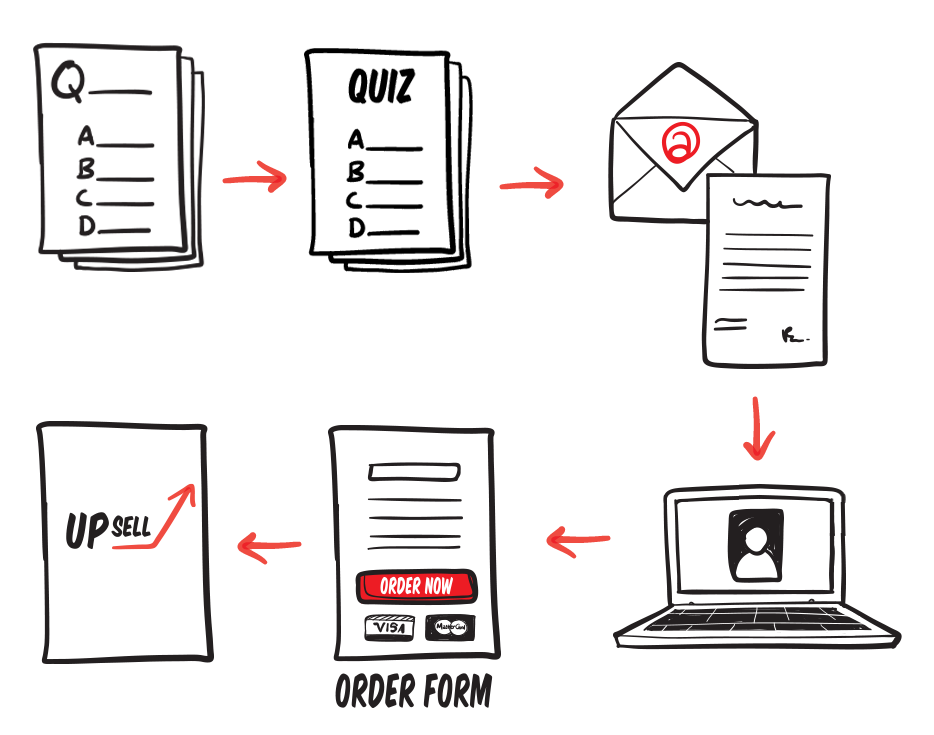 Q
A
B
C
D
QUIZ
A
B
C
D
a
UP SELL
ORDER NOW
VISA
MasterCard
ORDER FORM